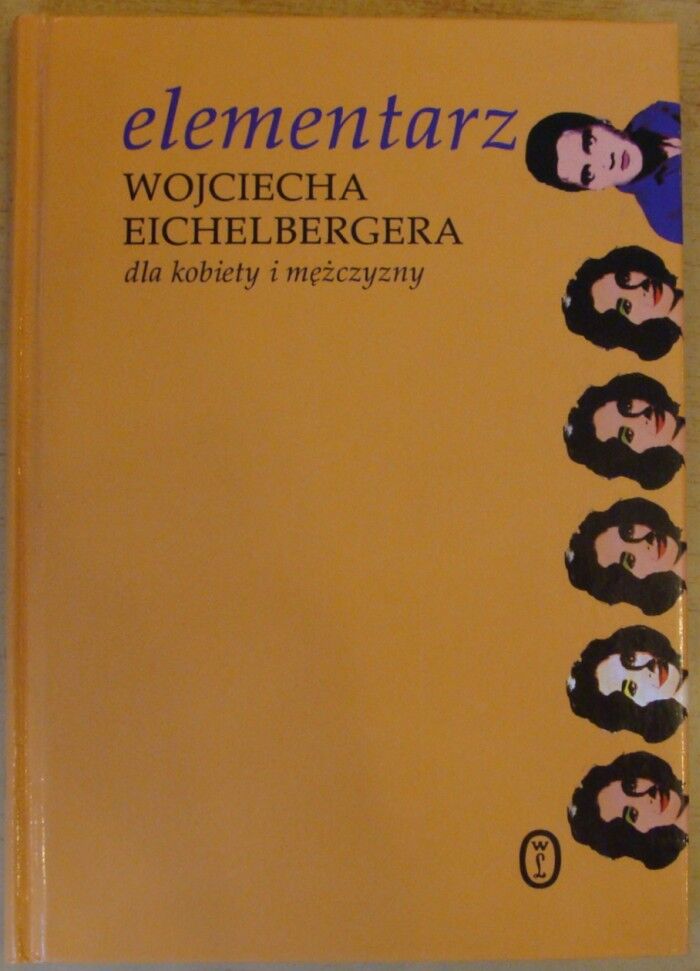 elementarz
WOJCIECHA
EICHELBERGERA
dla kobiety i mężczyzny
WL